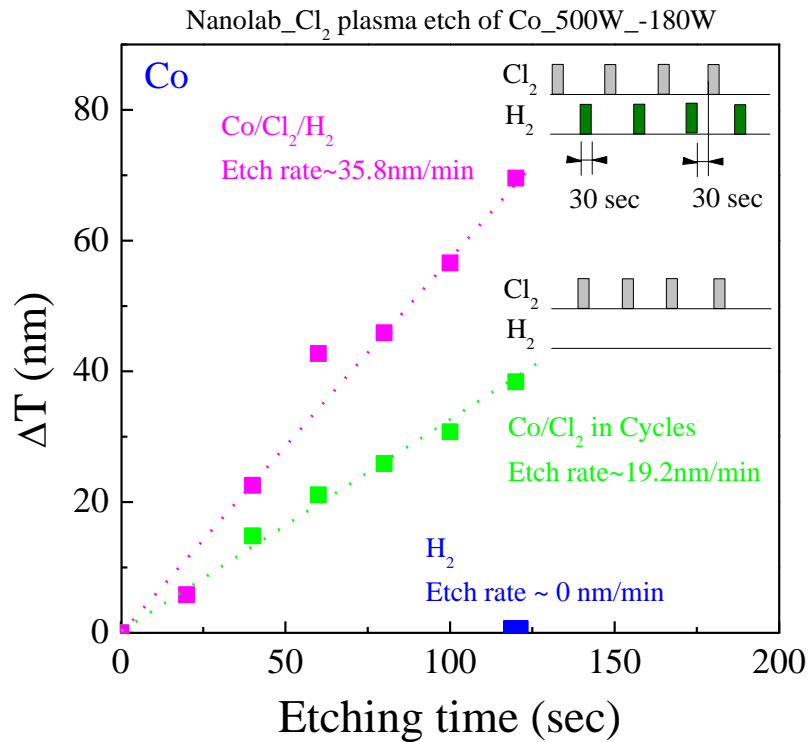 Nanolab_Cl₂ plasma etch of Co_500W_-180W
Co
Co/Cl₂/H₂
Etch rate~35.8nm/min
Cl₂
H₂
30 sec 30 sec
Cl₂
H₂
Co/Cl₂ in Cycles
Etch rate~19.2nm/min
H₂
Etch rate ~ 0 nm/min
80
60
40
20
0
ΔT (nm)
0 50 100 150 200
Etching time (sec)